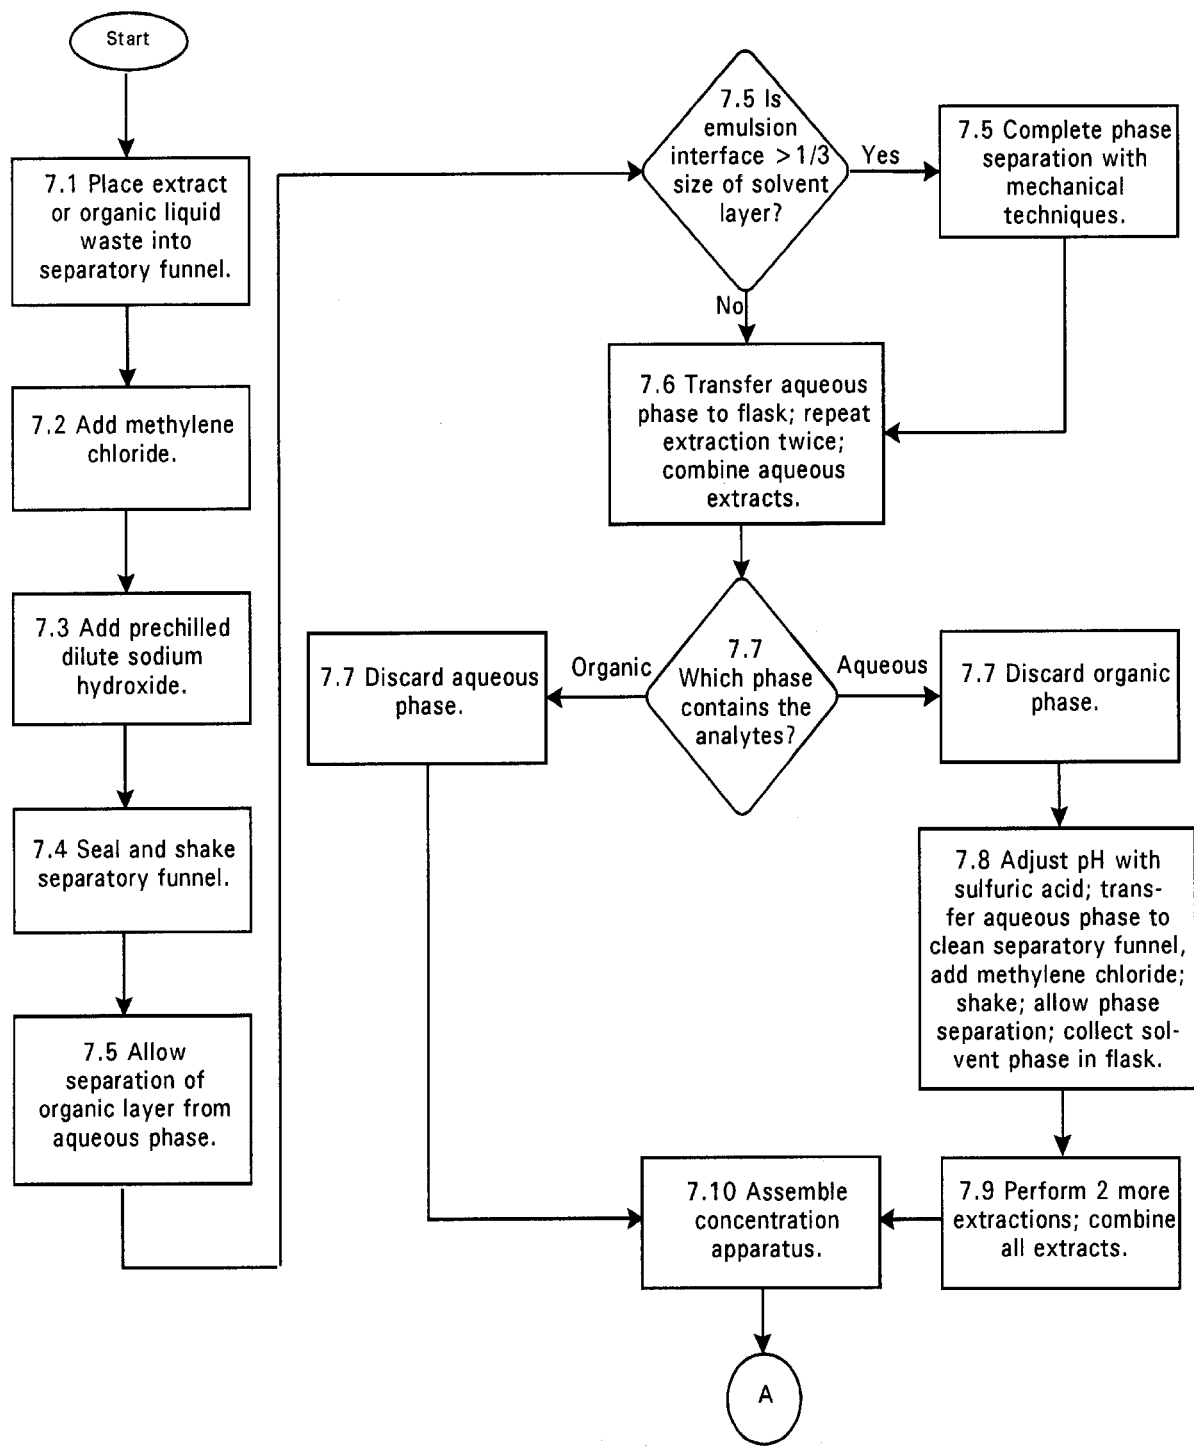 Start
7.1 Place extract
or organic liquid
waste into
separatory funnel.
7.2 Add methylene
chloride.
7.3 Add prechilled
dilute sodium
hydroxide.
7.4 Seal and shake
separatory funnel.
7.5 Allow
separation of
organic layer from
aqueous phase.
7.5 Is
emulsion
interface > 1/3
size of solvent
layer?
Yes
7.5 Complete phase
separation with
mechanical
techniques.
No
7.6 Transfer aqueous
phase to flask; repeat
extraction twice;
combine aqueous
extracts.
7.7
Which phase
contains the
analytes?
Organic
7.7 Discard aqueous
phase.
Aqueous
7.7 Discard organic
phase.
7.8 Adjust pH with
sulfuric acid; trans-
fer aqueous phase to
clean separatory funnel,
add methylene chloride;
shake; allow phase
separation; collect sol-
vent phase in flask.
7.9 Perform 2 more
extractions; combine
all extracts.
7.10 Assemble
concentration
apparatus.
A